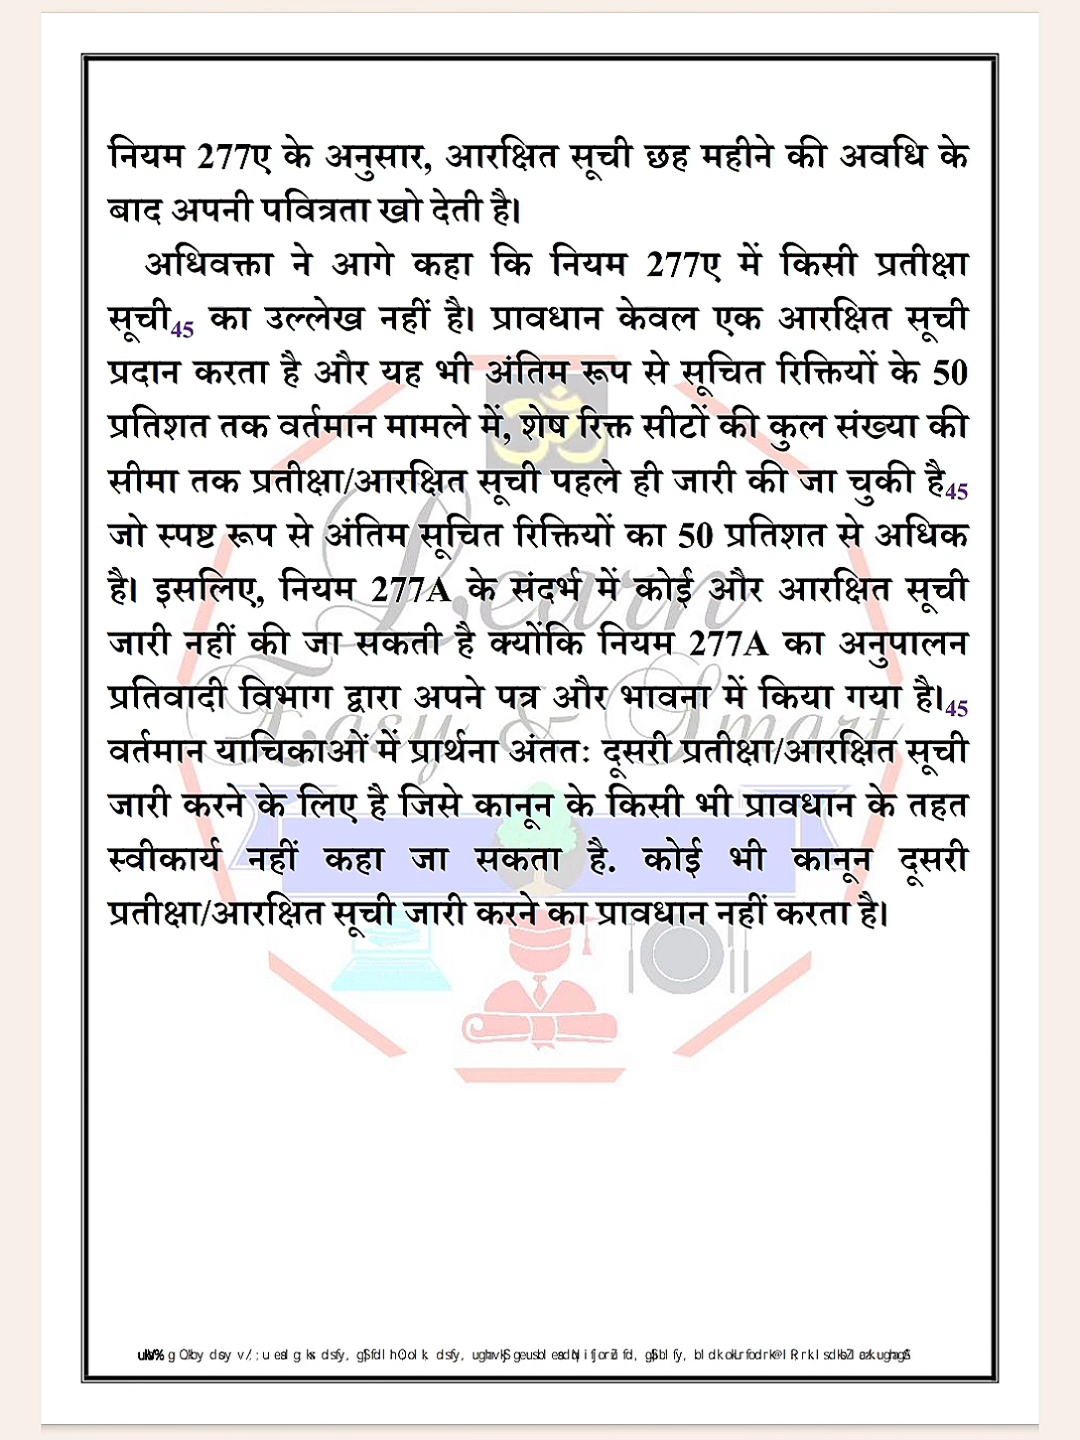 नियम 277ए के अनुसार, आरक्षित सूची छह महीने की अवधि के
बाद अपनी पवित्रता खो देती है।
अधिवक्ता ने आगे कहा कि नियम 277ए में किसी प्रतीक्षा
सूची45 का उल्लेख नहीं है। प्रावधान केवल एक आरक्षित सूची
प्रदान करता है और यह भी अंतिम रूप से सूचित रिक्तियों के 50
प्रतिशत तक वर्तमान मामले में, शेष रिक्त सीटों की कुल संख्या की
सीमा तक प्रतीक्षा/आरक्षित सूची पहले ही जारी की जा चुकी है45
जो स्पष्ट रूप से अंतिम सूचित रिक्तियों का 50 प्रतिशत से अधिक
है। इसलिए, नियम 277A के संदर्भ में कोई और आरक्षित सूची
जारी नहीं की जा सकती है क्योंकि नियम 277A का अनुपालन
प्रतिवादी विभाग द्वारा अपने पत्र और भावना में किया गया है।45
वर्तमान याचिकाओं में प्रार्थना अंततः दूसरी प्रतीक्षा/आरक्षित सूची
जारी करने के लिए है जिसे कानून के किसी भी प्रावधान के तहत
स्वीकार्य नहीं कहा जा सकता है. कोई भी कानून दूसरी
प्रतीक्षा/आरक्षित सूची जारी करने का प्रावधान नहीं करता है।
ॐ
Learn
Easy & Smart